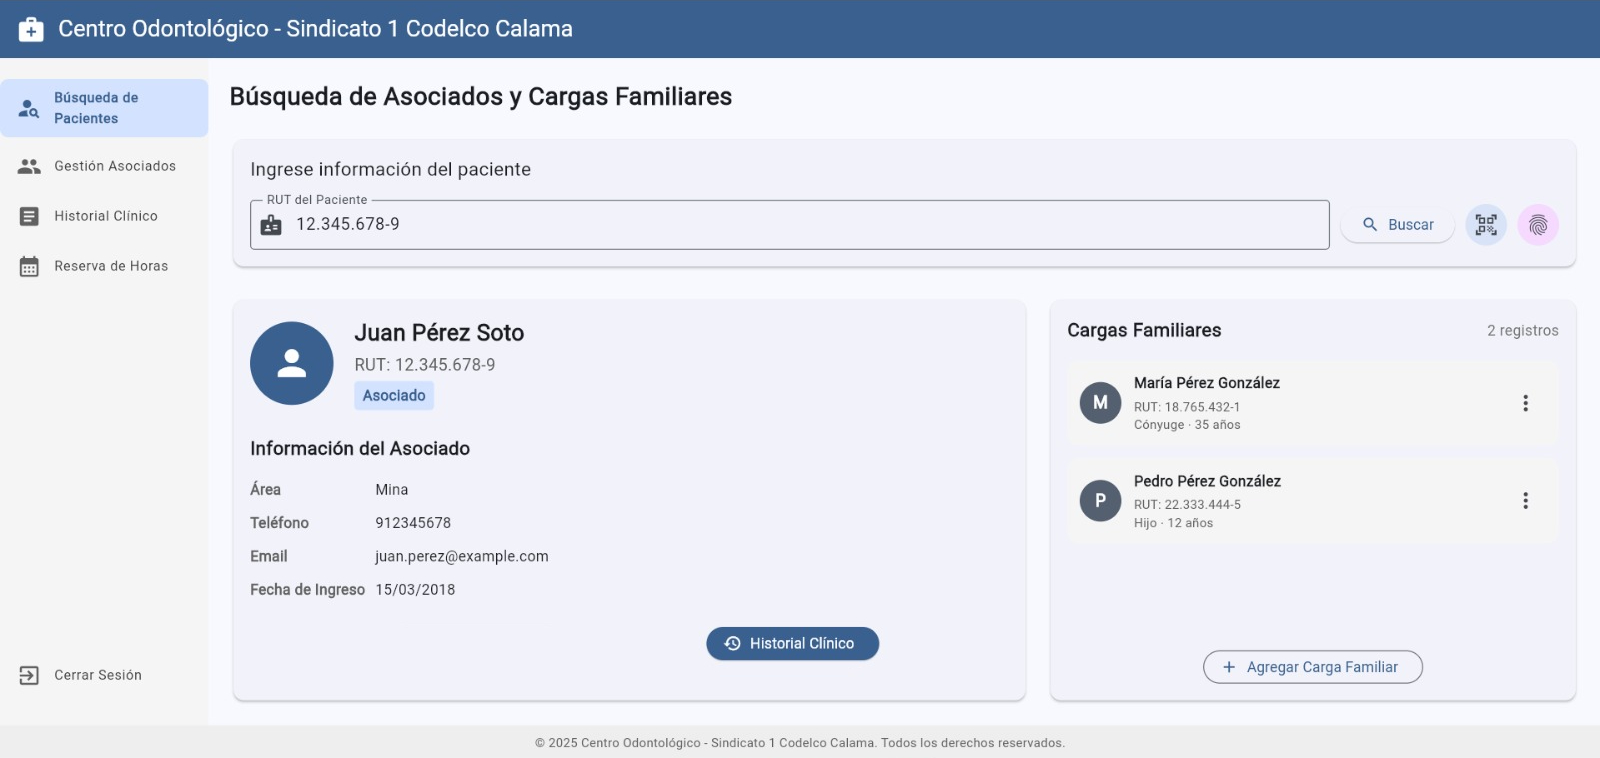 Centro Odontológico - Sindicato 1 Codelco Calama
Búsqueda de
Pacientes
Gestión Asociados
Historial Clínico
Reserva de Horas
Cerrar Sesión
Búsqueda de Asociados y Cargas Familiares
Ingrese información del paciente
RUT del Paciente
12.345.678-9
Buscar
Juan Pérez Soto
RUT: 12.345.678-9
Asociado
Información del Asociado
Área Mina
Teléfono 912345678
Email juan.perez@example.com
Fecha de Ingreso 15/03/2018
Historial Clínico
Cargas Familiares 2 registros
M
María Pérez González
RUT: 18.765.432-1
Cónyuge · 35 años
P
Pedro Pérez González
RUT: 22.333.444-5
Hijo · 12 años
+ Agregar Carga Familiar
© 2025 Centro Odontológico - Sindicato 1 Codelco Calama. Todos los derechos reservados.